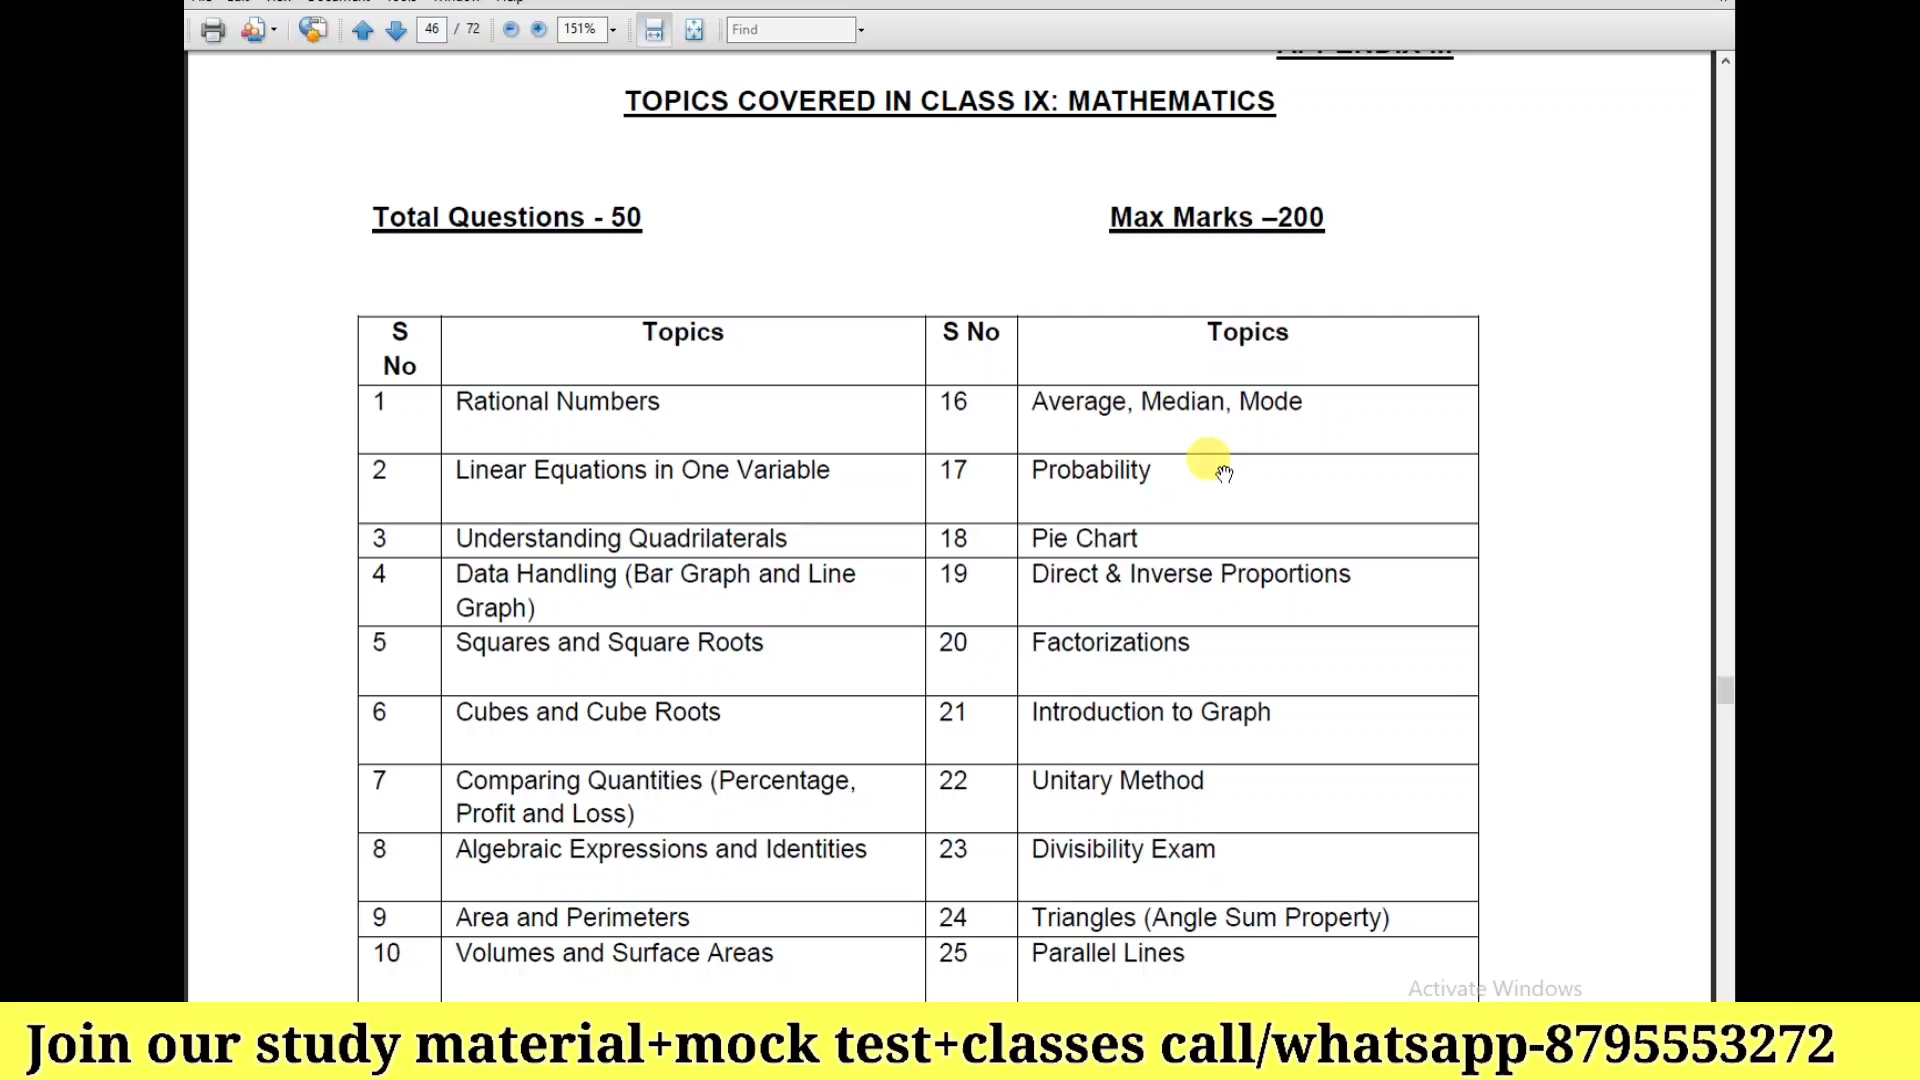 46 / 72 151% Find
APPENDIX III
TOPICS COVERED IN CLASS IX: MATHEMATICS
Total Questions - 50 Max Marks –200
S No Topics S No Topics
1 Rational Numbers 16 Average, Median, Mode
2 Linear Equations in One Variable 17 Probability
3 Understanding Quadrilaterals 18 Pie Chart
4 Data Handling (Bar Graph and Line 19 Direct & Inverse Proportions
Graph)
5 Squares and Square Roots 20 Factorizations
6 Cubes and Cube Roots 21 Introduction to Graph
7 Comparing Quantities (Percentage, 22 Unitary Method
Profit and Loss)
8 Algebraic Expressions and Identities 23 Divisibility Exam
9 Area and Perimeters 24 Triangles (Angle Sum Property)
10 Volumes and Surface Areas 25 Parallel Lines
Activate Windows
Join our study material+mock test+classes call/whatsapp-8795553272